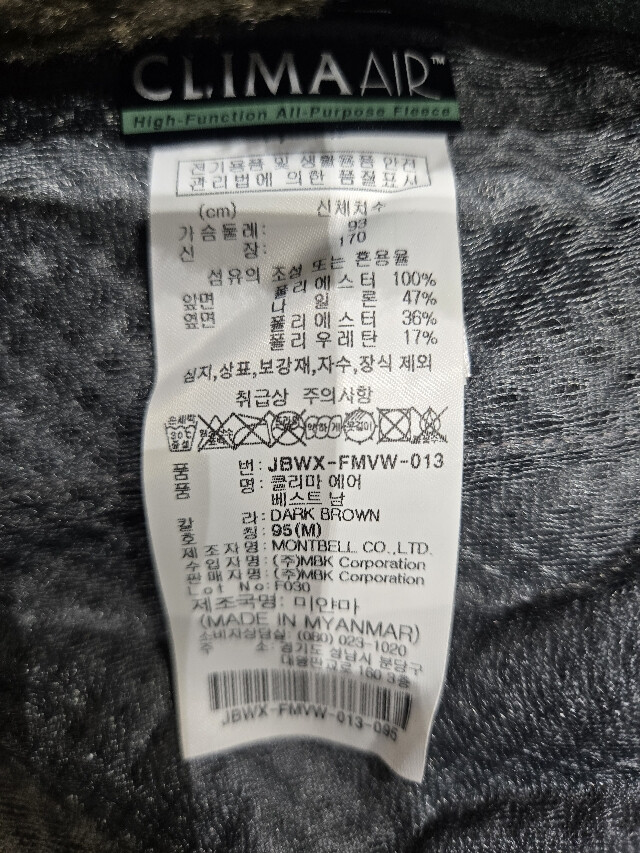 CLIMAAIR™
High-Function All-Purpose Fleece
전기용품 및 생활용품 안전
관리법에 의한 품질표시
(cm) 신체치수
가슴둘레: 93
신 장: 170
섬유의 조성 또는 혼용율
앞면 폴리에스터 100%
옆면 나 일 론 47%
폴리에스터 36%
폴리우레탄 17%
심지,상표,보강재,자수,장식 제외
취급상 주의사항
품 번: JBWX-FMVW-013
품 명: 클리마 에어
베스트 남
칼 라: DARK BROWN
호 칭: 95(M)
제조자명: MONTBELL CO.,LTD.
수입자명: (주)MBK Corporation
판매자명: (주)MBK Corporation
Lot No: F030
제조국명: 미얀마
(MADE IN MYANMAR)
소비자상담실: (080) 023-1020
주 소: 경기도 성남시 분당구
대왕판교로 160 3층
JBWX-FMVW-013-095